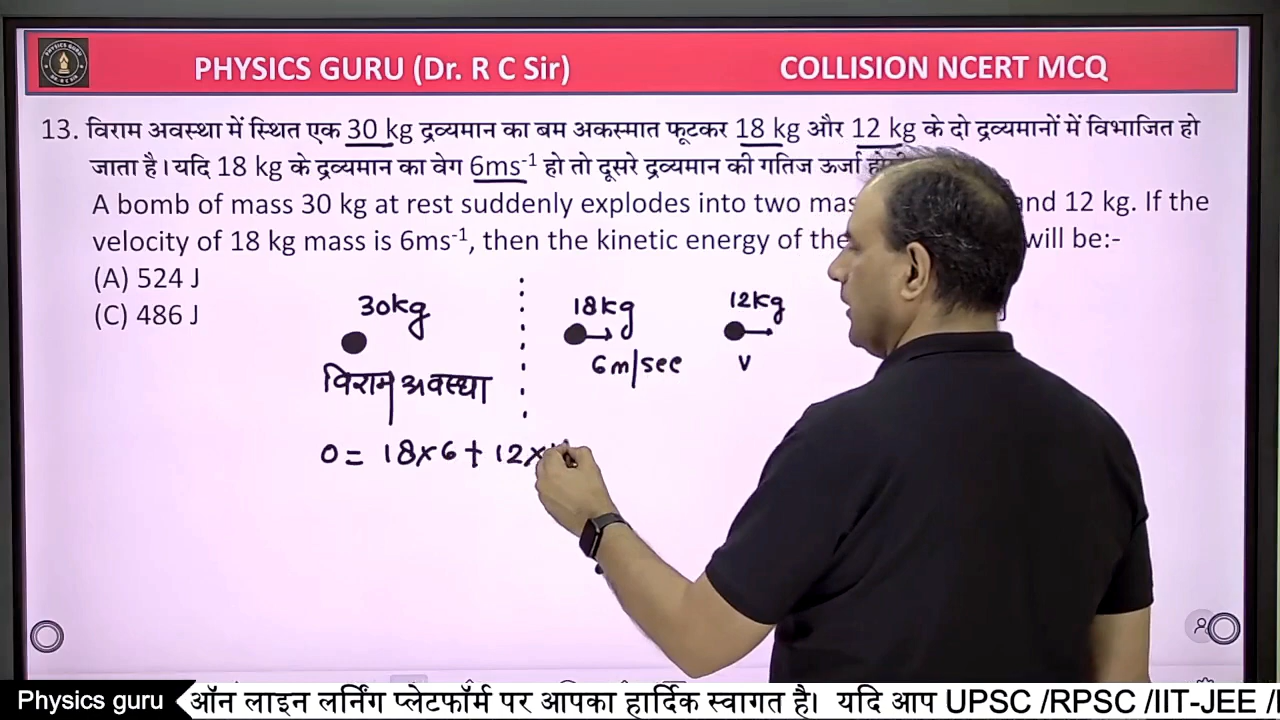 PHYSICS GURU (Dr. R C Sir)
COLLISION NCERT MCQ
13. विराम अवस्था में स्थित एक 30 kg द्रव्यमान का बम अकस्मात फूटकर 18 kg और 12 kg के दो द्रव्यमानों में विभाजित हो
जाता है। यदि 18 kg के द्रव्यमान का वेग 6ms-1 हो तो दूसरे द्रव्यमान की गतिज ऊर्जा
A bomb of mass 30 kg at rest suddenly explodes into two and 12 kg. If the
velocity of 18 kg mass is 6ms-1, then the kinetic energy of the will be:-
(A) 524 J
(C) 486 J
30kg
18kg
12kg
6m/sec
v
विराम अवस्था
0 = 18×6 + 12×
Physics guru
ऑन लाइन लर्निंग प्लेटफॉर्म पर आपका हार्दिक स्वागत है। यदि आप UPSC /RPSC /IIT-JEE /